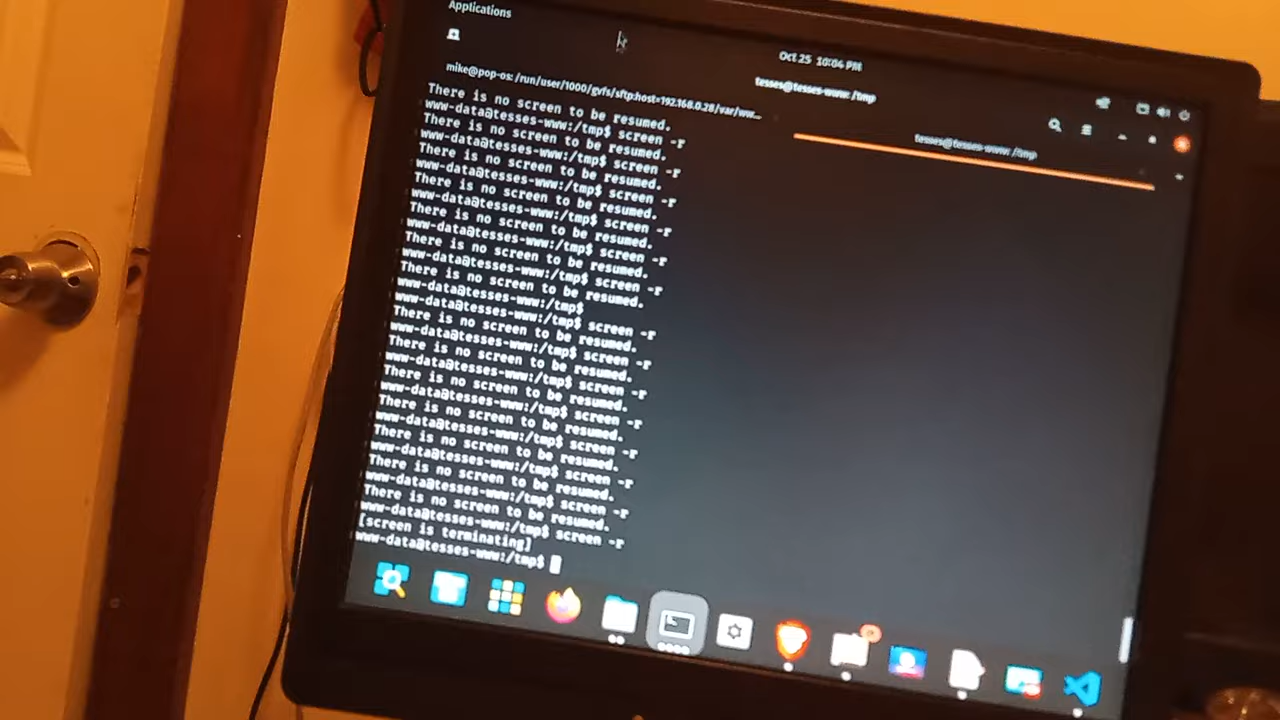 Applications
Oct 25 10:04 PM
tesses@tesses-www: /tmp
mike@pop-os: /run/user/1000/gvfs/sftp:host=192.168.0.28/var/ww...
tesses@tesses-www: /tmp
There is no screen to be resumed.
www-data@tesses-www:/tmp$ screen -r
There is no screen to be resumed.
www-data@tesses-www:/tmp$ screen -r
There is no screen to be resumed.
www-data@tesses-www:/tmp$ screen -r
There is no screen to be resumed.
www-data@tesses-www:/tmp$ screen -r
There is no screen to be resumed.
www-data@tesses-www:/tmp$ screen -r
There is no screen to be resumed.
www-data@tesses-www:/tmp$ screen -r
There is no screen to be resumed.
www-data@tesses-www:/tmp$
www-data@tesses-www:/tmp$ screen -r
There is no screen to be resumed.
www-data@tesses-www:/tmp$ screen -r
There is no screen to be resumed.
www-data@tesses-www:/tmp$ screen -r
There is no screen to be resumed.
www-data@tesses-www:/tmp$ screen -r
There is no screen to be resumed.
www-data@tesses-www:/tmp$ screen -r
There is no screen to be resumed.
www-data@tesses-www:/tmp$ screen -r
There is no screen to be resumed.
www-data@tesses-www:/tmp$ screen -r
There is no screen to be resumed.
www-data@tesses-www:/tmp$ screen -r
[screen is terminating]
www-data@tesses-www:/tmp$